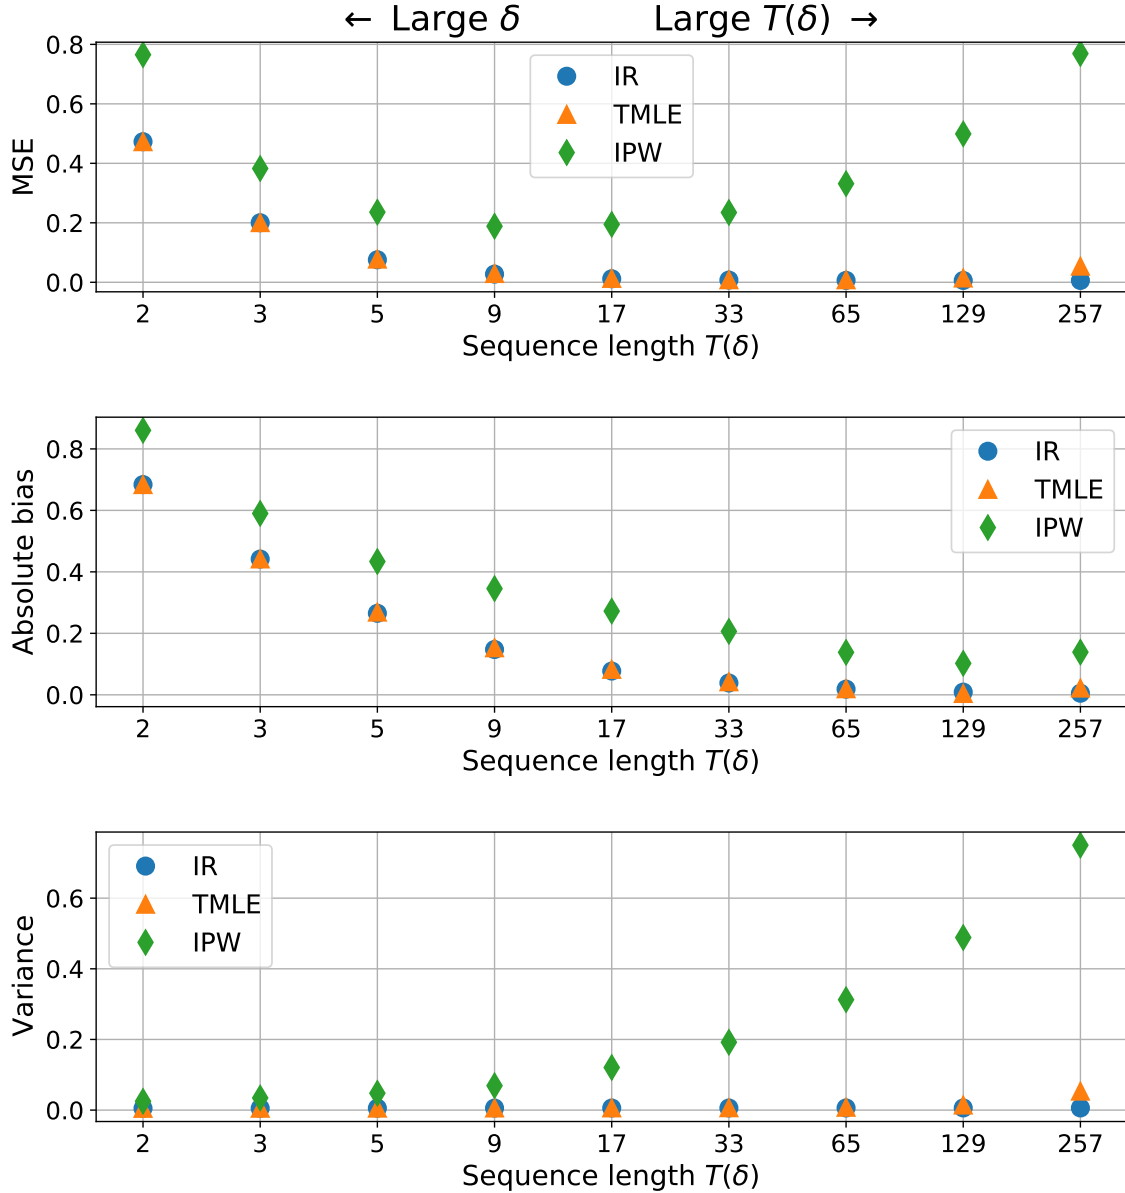 ← Large δ Large T(δ) →
MSE
0.8
0.6
0.4
0.2
0.0
IR
TMLE
IPW
2 3 5 9 17 33 65 129 257
Sequence length T(δ)
Absolute bias
0.8
0.6
0.4
0.2
0.0
IR
TMLE
IPW
2 3 5 9 17 33 65 129 257
Sequence length T(δ)
Variance
0.6
0.4
0.2
0.0
IR
TMLE
IPW
2 3 5 9 17 33 65 129 257
Sequence length T(δ)